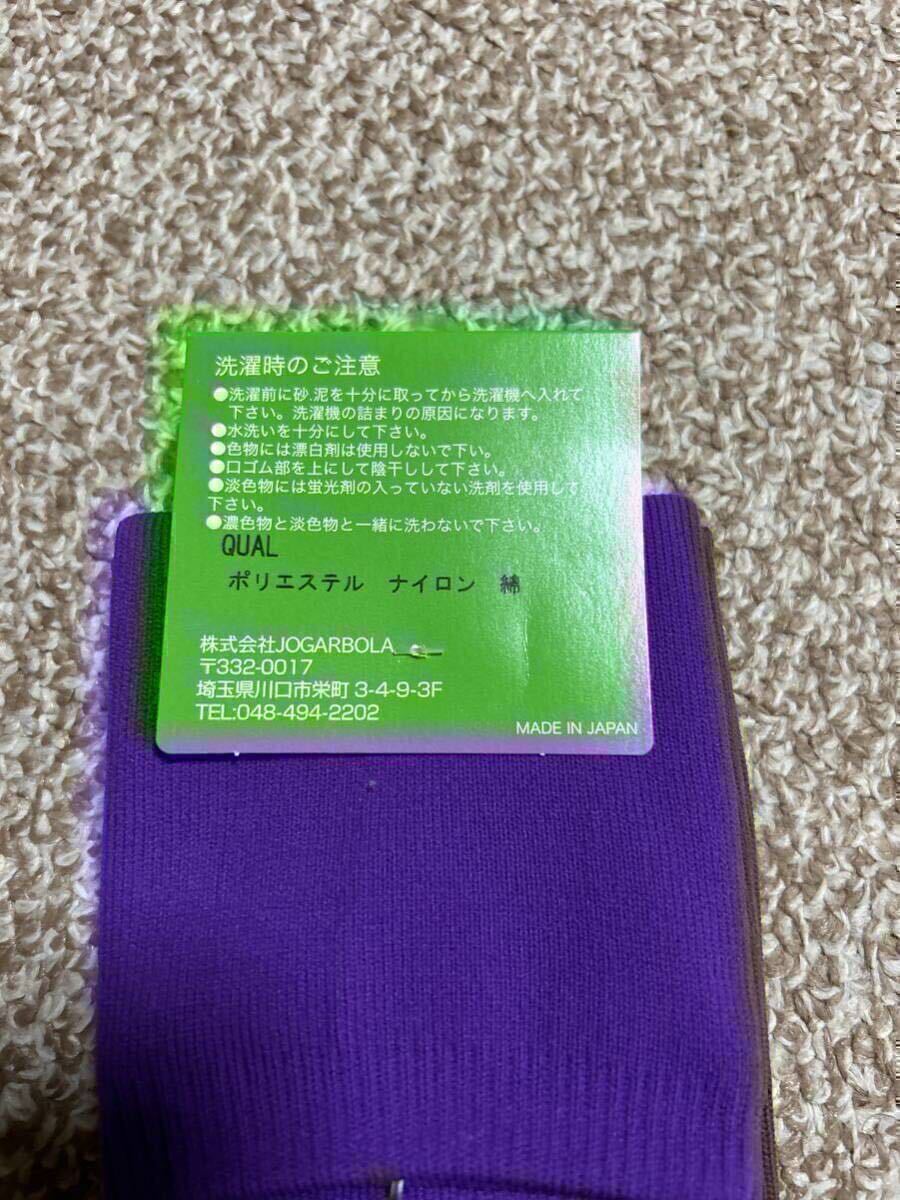 洗濯時のご注意
●洗濯前に砂.泥を十分に取ってから洗濯機へ入れて
下さい。洗濯機の詰まりの原因になります。
●水洗いを十分にして下さい。
●色物には漂白剤は使用しないで下い。
●口ゴム部を上にして陰干しして下さい。
●淡色物には蛍光剤の入っていない洗剤を使用して
下さい。
●濃色物と淡色物と一緒に洗わないで下さい。
QUAL
ポリエステル ナイロン 綿
株式会社JOGARBOLA
〒332-0017
埼玉県川口市栄町 3-4-9-3F
TEL:048-494-2202
MADE IN JAPAN